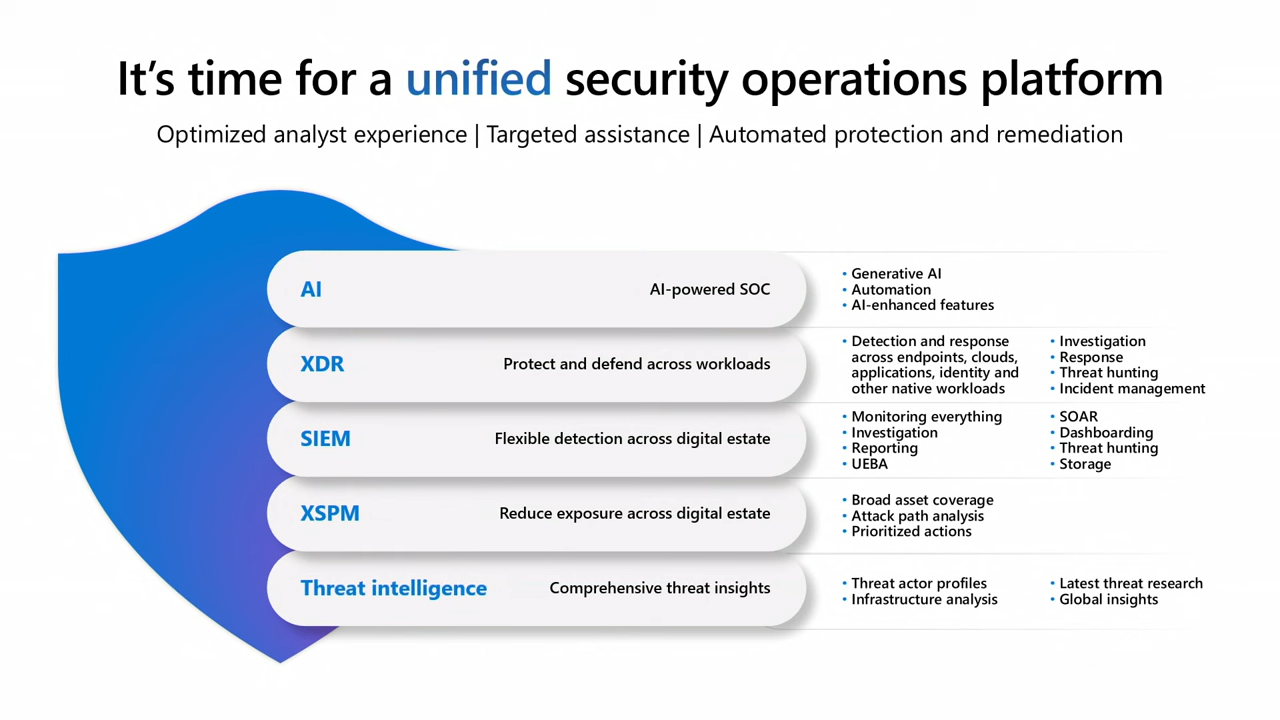 It’s time for a unified security operations platform
Optimized analyst experience | Targeted assistance | Automated protection and remediation
AI
AI-powered SOC
• Generative AI
• Automation
• AI-enhanced features
XDR
Protect and defend across workloads
• Detection and response
across endpoints, clouds,
applications, identity and
other native workloads
• Investigation
• Response
• Threat hunting
• Incident management
SIEM
Flexible detection across digital estate
• Monitoring everything
• Investigation
• Reporting
• UEBA
• SOAR
• Dashboarding
• Threat hunting
• Storage
XSPM
Reduce exposure across digital estate
• Broad asset coverage
• Attack path analysis
• Prioritized actions
Threat intelligence
Comprehensive threat insights
• Threat actor profiles
• Infrastructure analysis
• Latest threat research
• Global insights